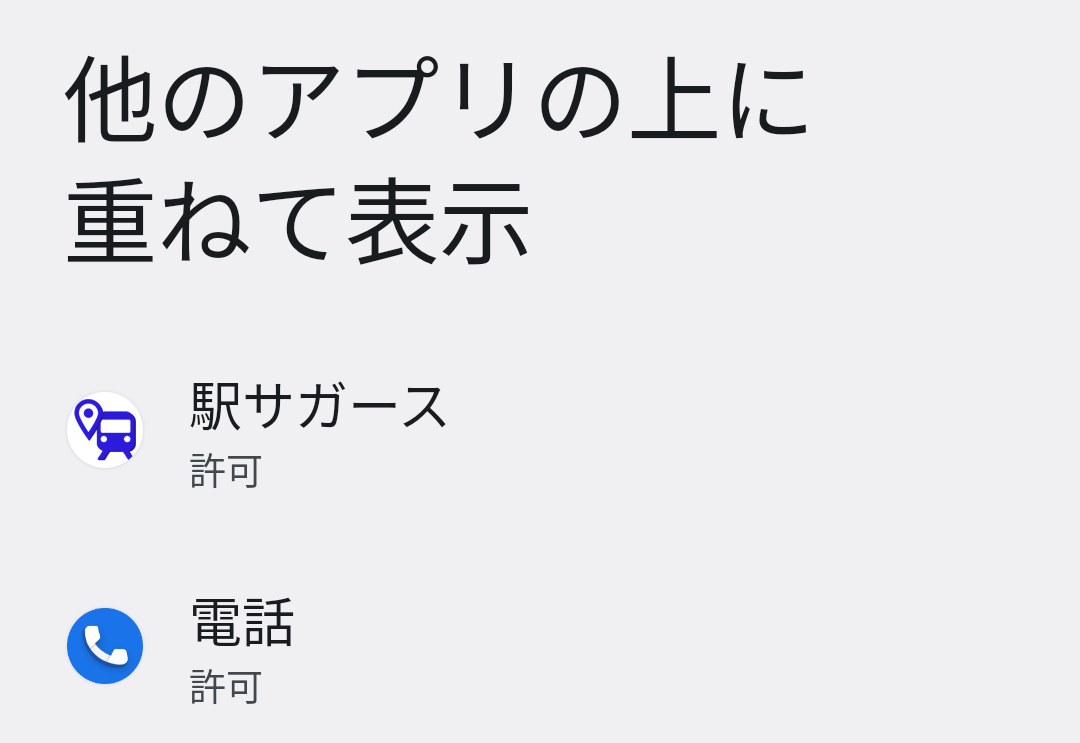 他のアプリの上に
重ねて表示
駅サガース
許可
電話
許可